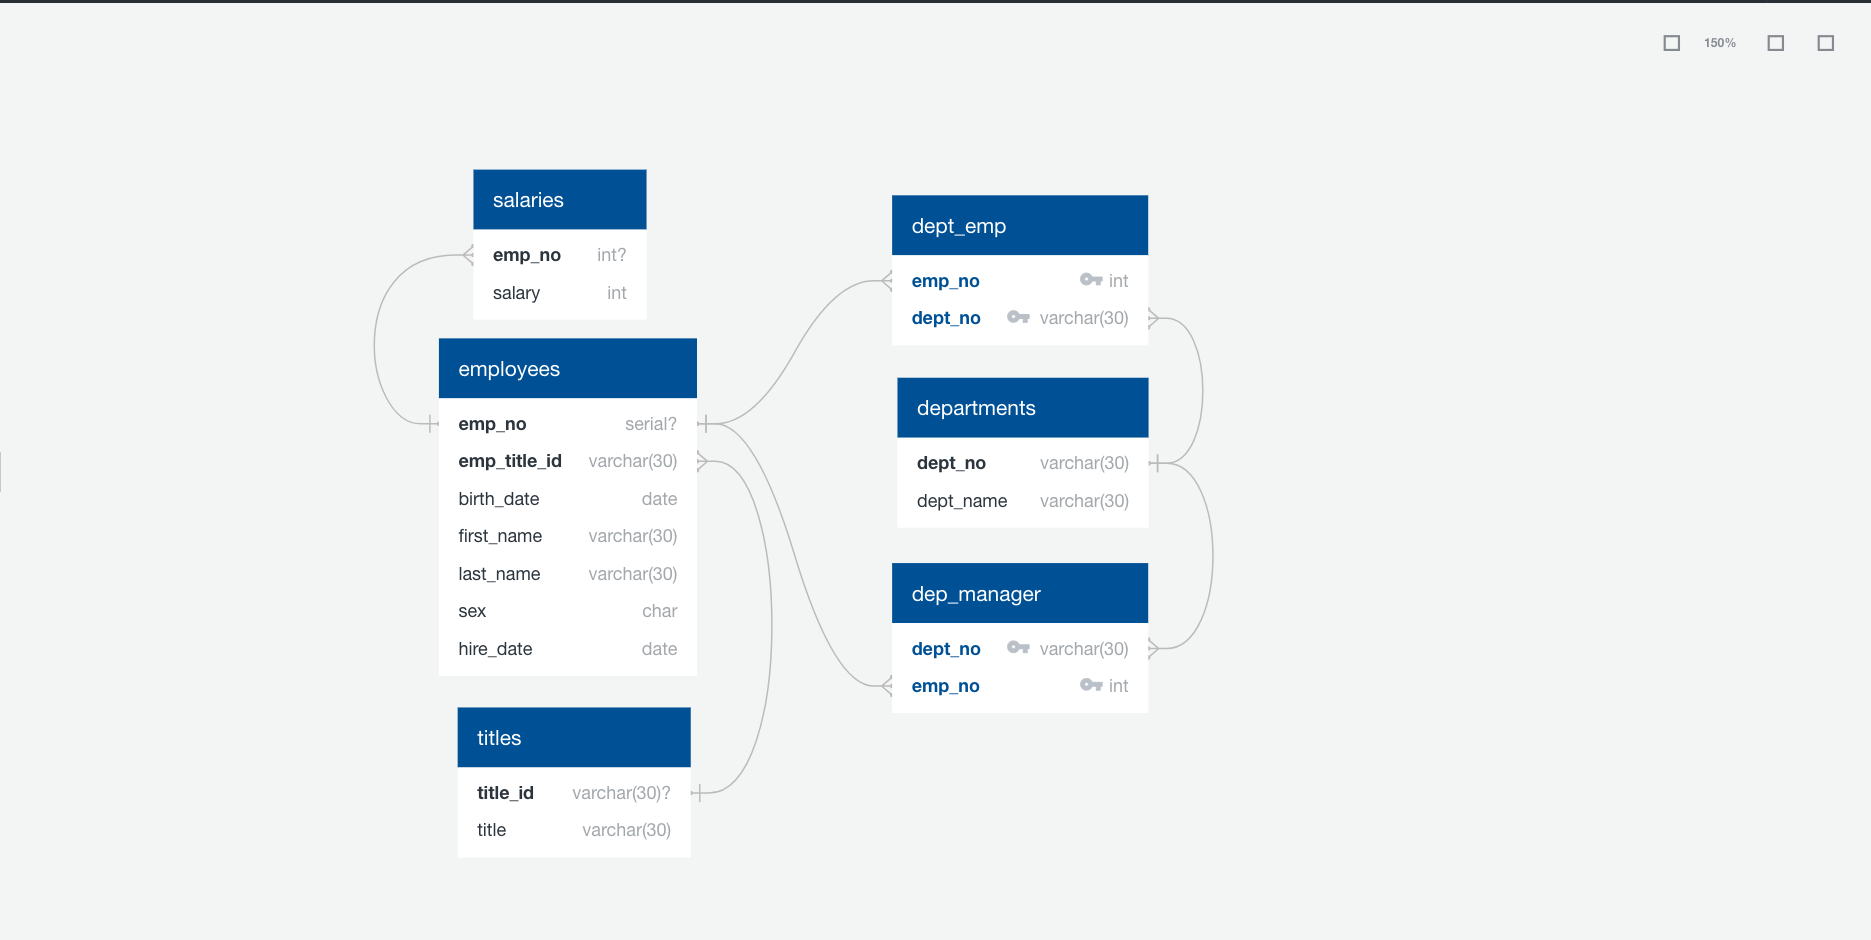 150%
salaries
emp_no int?
salary int
employees
emp_no serial?
emp_title_id varchar(30)
birth_date date
first_name varchar(30)
last_name varchar(30)
sex char
hire_date date
titles
title_id varchar(30)?
title varchar(30)
dept_emp
emp_no int
dept_no varchar(30)
departments
dept_no varchar(30)
dept_name varchar(30)
dep_manager
dept_no varchar(30)
emp_no int